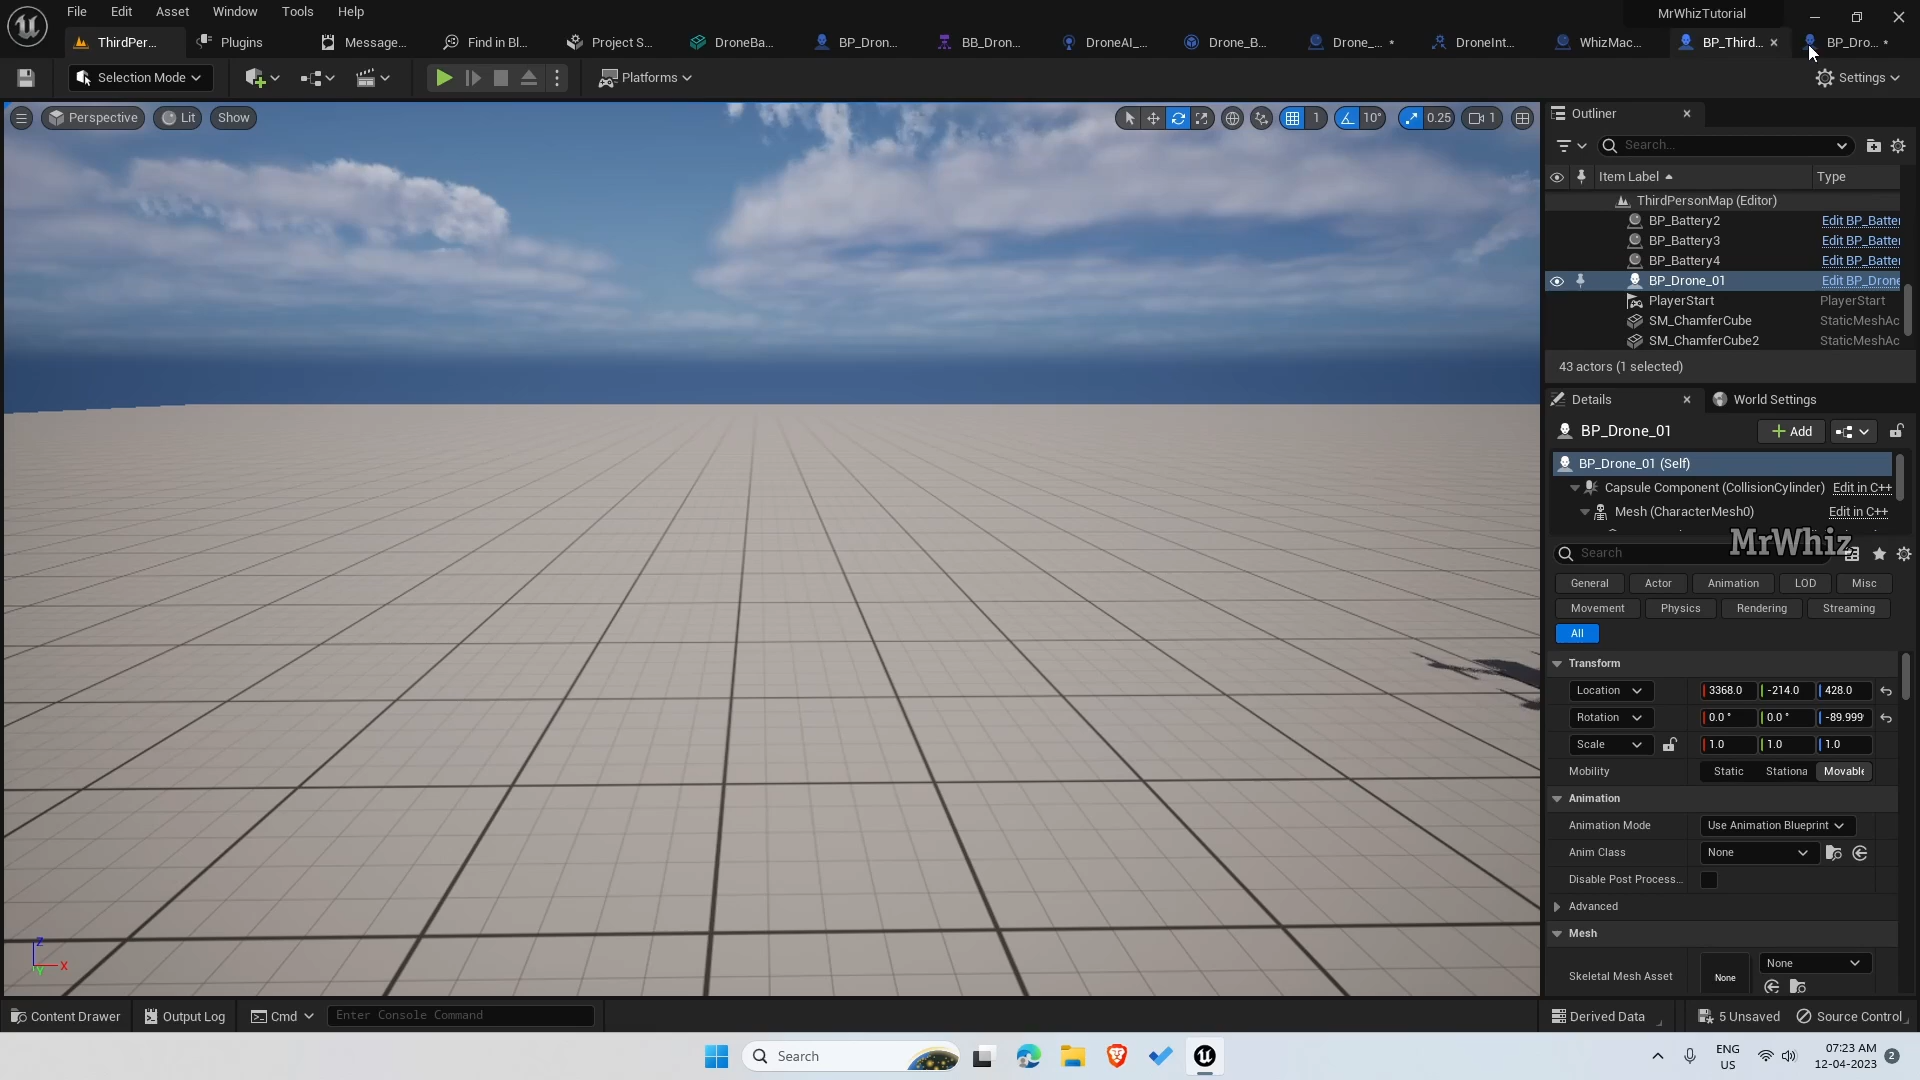 File Edit Asset Window Tools Help MrWhizTutorial
ThirdPer... Plugins Message... Find in Bl... Project S... DroneBa... BP_Dron... BB_Dron... DroneAI_... Drone_B... Drone_... * DroneInt... WhizMac... BP_Third... BP_Dro... *
Selection Mode Platforms Settings
Perspective Lit Show 1 10° 0.25 1
Outliner
Search...
Item Label Type
ThirdPersonMap (Editor)
BP_Battery2 Edit BP_Batter
BP_Battery3 Edit BP_Batter
BP_Battery4 Edit BP_Batter
BP_Drone_01 Edit BP_Drone
PlayerStart PlayerStart
SM_ChamferCube StaticMeshAc
SM_ChamferCube2 StaticMeshAc
43 actors (1 selected)
Details World Settings
BP_Drone_01 Add
BP_Drone_01 (Self)
Capsule Component (CollisionCylinder) Edit in C++
Mesh (CharacterMesh0) Edit in C++
MrWhiz
Search
General Actor Animation LOD Misc
Movement Physics Rendering Streaming
All
Transform
Location 3368.0 -214.0 428.0
Rotation 0.0 ° 0.0 ° -89.999°
Scale 1.0 1.0 1.0
Mobility Static Stationa Movable
Animation
Animation Mode Use Animation Blueprint
Anim Class None
Disable Post Process...
Advanced
Mesh
Skeletal Mesh Asset None None
Z
Y X
Content Drawer Output Log Cmd Enter Console Command Derived Data 5 Unsaved Source Control
Search ENG
US 07:23 AM
12-04-2023 2